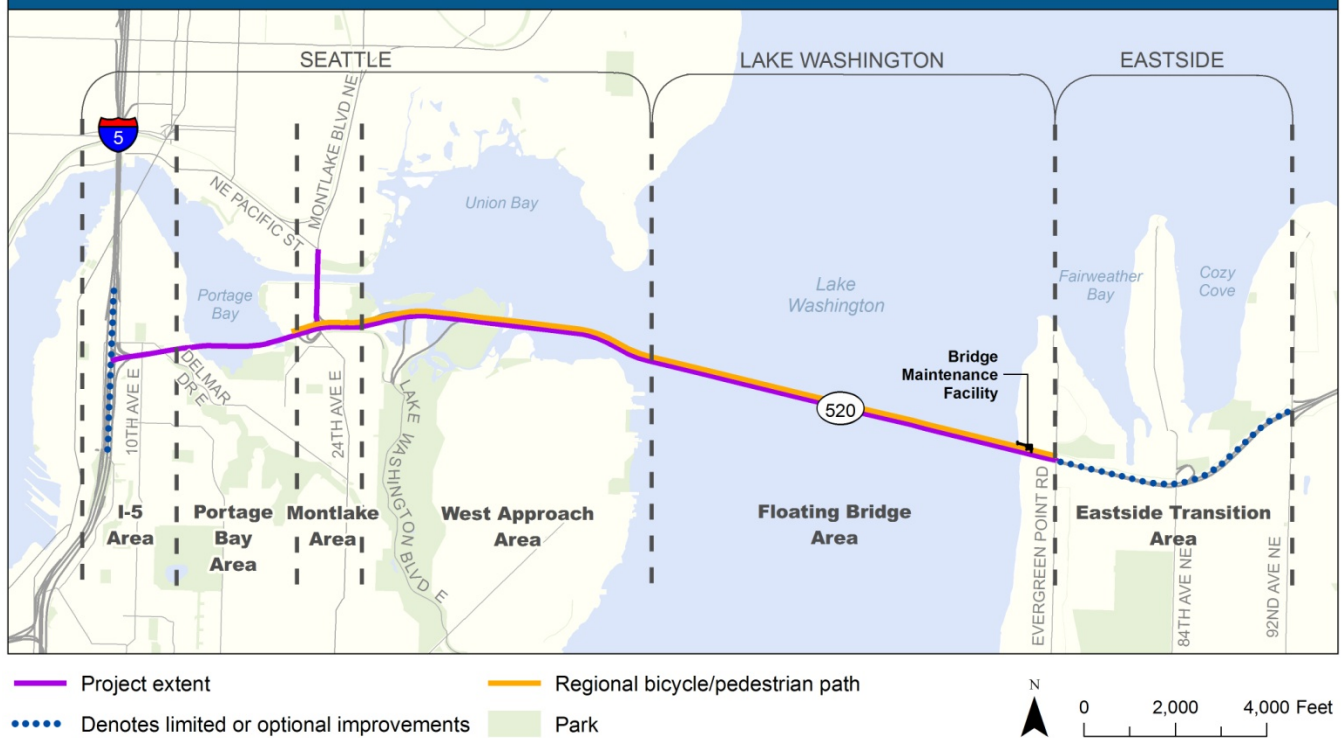 SEATTLE
LAKE WASHINGTON
EASTSIDE
5
MONTLAKE BLVD NE
NE PACIFIC ST
Union Bay
Portage
Bay
Lake
Washington
Fairweather
Bay
Cozy
Cove
Bridge
Maintenance
Facility
520
10TH AVE E
DELMAR
DR E
24TH AVE E
LAKE WASHINGTON BLVD E
EVERGREEN POINT RD
84TH AVE NE
92ND AVE NE
I-5
Area
Portage
Bay
Area
Montlake
Area
West Approach
Area
Floating Bridge
Area
Eastside Transition
Area
Project extent
Regional bicycle/pedestrian path
Denotes limited or optional improvements
Park
N
0 2,000 4,000 Feet